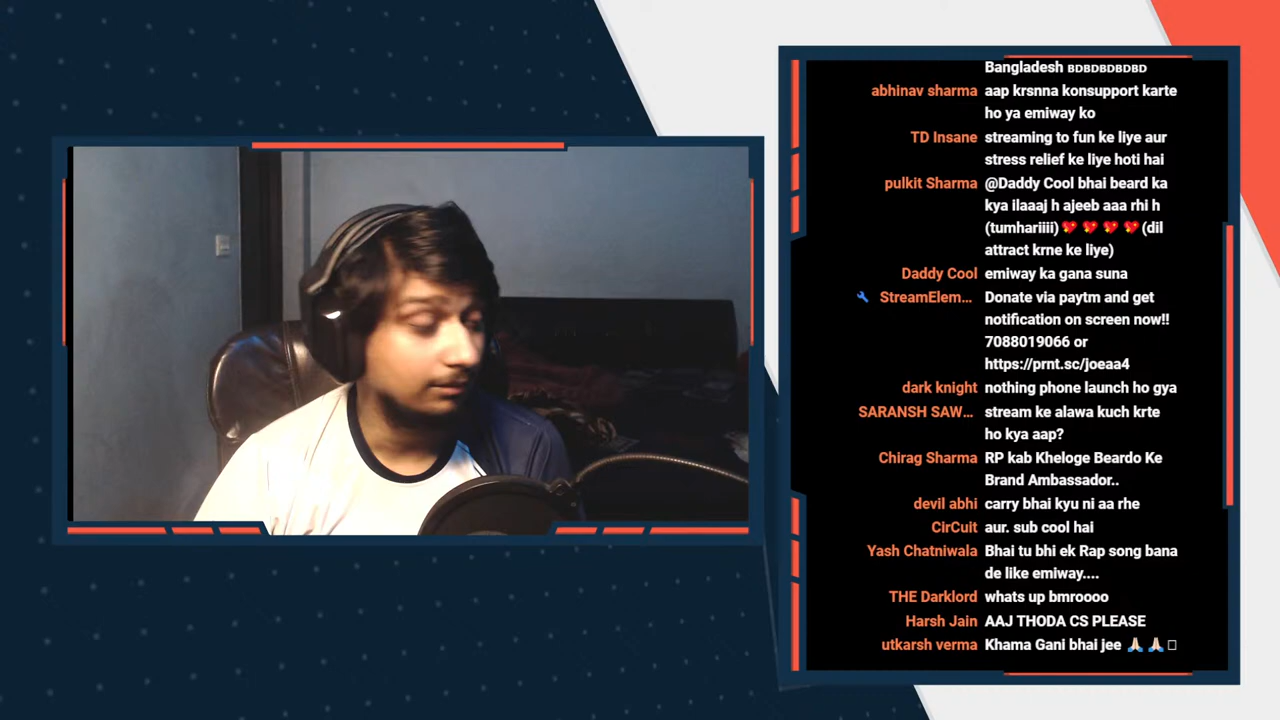 Bangladesh BDBDBDBDBD
abhinav sharma aap krsnna konsupport karte
ho ya emiway ko
TD Insane streaming to fun ke liye aur
stress relief ke liye hoti hai
pulkit Sharma @Daddy Cool bhai beard ka
kya ilaaaj h ajeeb aaa rhi h
(tumhariiii)💖 💖 💖 💖(dil
attract krne ke liye)
Daddy Cool emiway ka gana suna
StreamElem... Donate via paytm and get
notification on screen now!!
7088019066 or
https://prnt.sc/joeaa4
dark knight nothing phone launch ho gya
SARANSH SAW... stream ke alawa kuch krte
ho kya aap?
Chirag Sharma RP kab Kheloge Beardo Ke
Brand Ambassador..
devil abhi carry bhai kyu ni aa rhe
CirCuit aur. sub cool hai
Yash Chatniwala Bhai tu bhi ek Rap song bana
de like emiway....
THE Darklord whats up bmroooo
Harsh Jain AAJ THODA CS PLEASE
utkarsh verma Khama Gani bhai jee 🙏🏻 🙏🏻 □